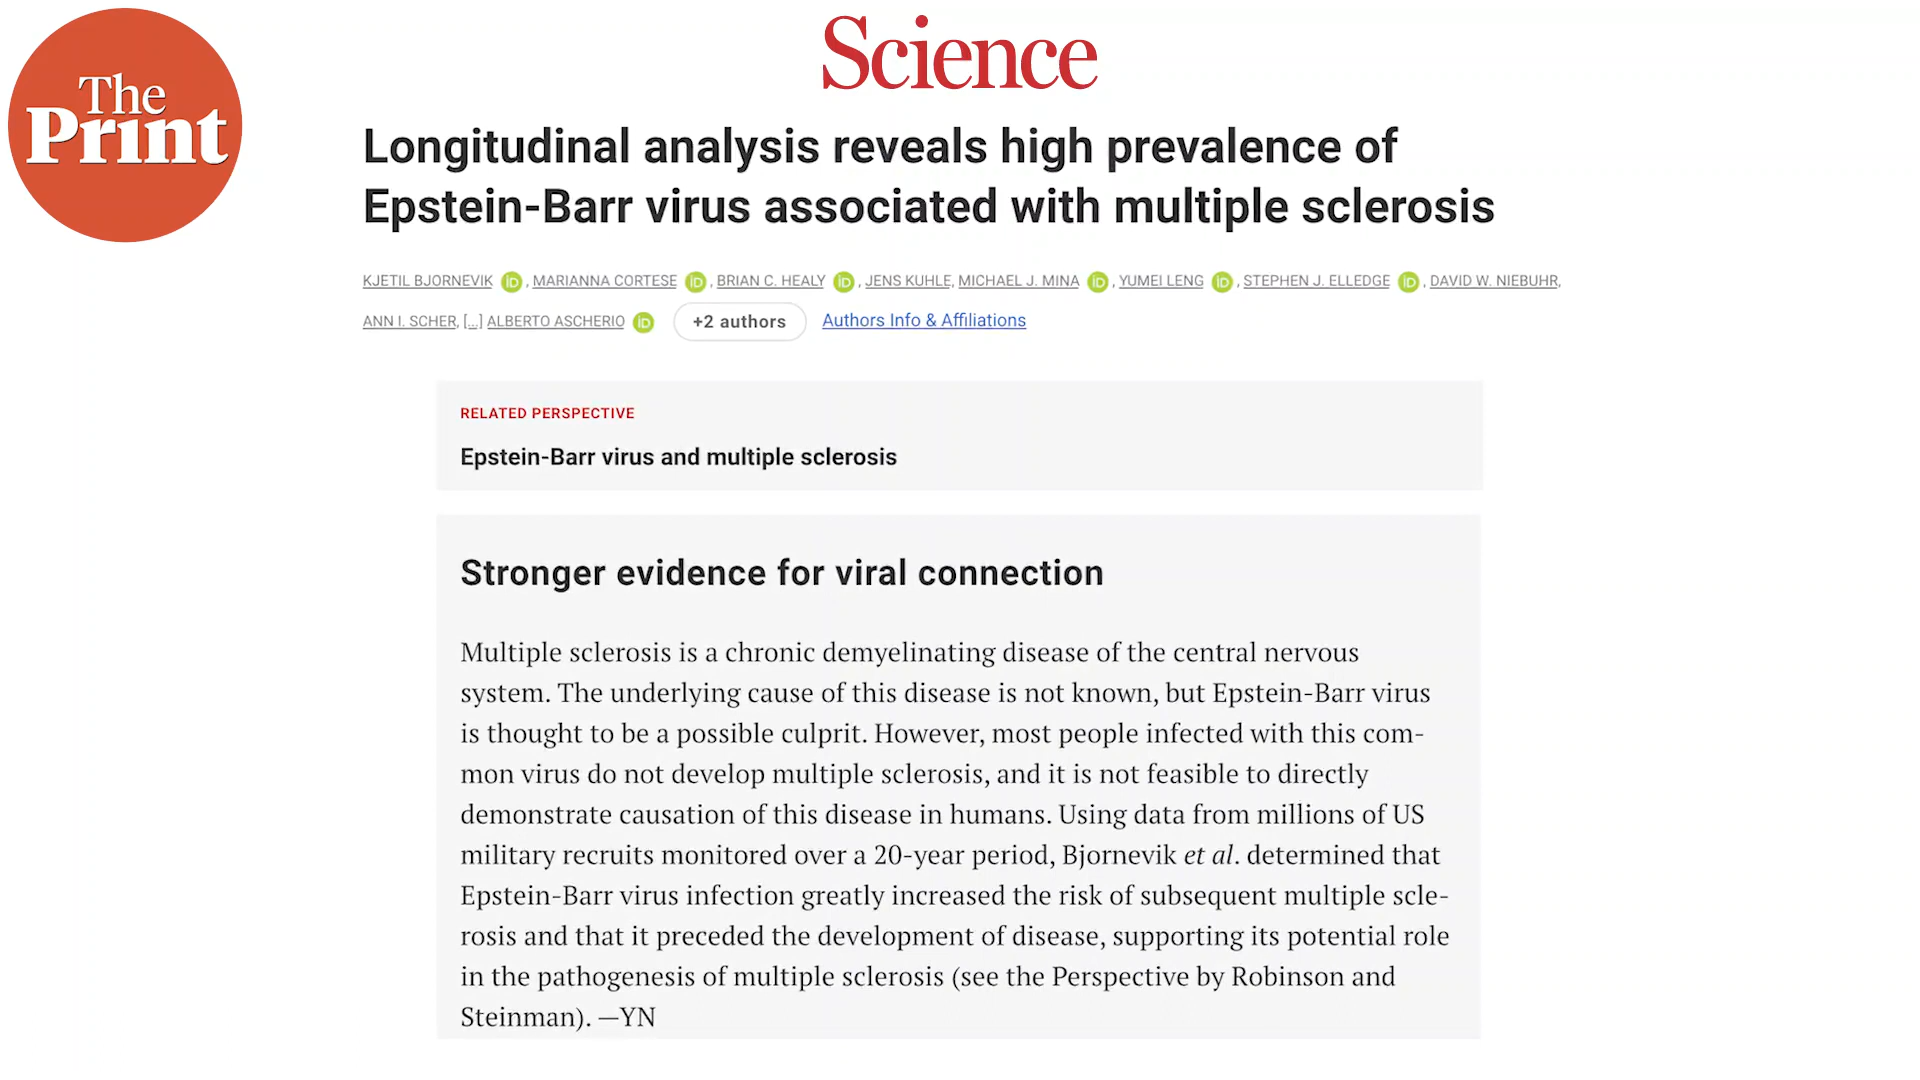 The
Print
Science
Longitudinal analysis reveals high prevalence of
Epstein-Barr virus associated with multiple sclerosis
KJETIL BJORNEVIK iD, MARIANNA CORTESE iD, BRIAN C. HEALY iD, JENS KUHLE, MICHAEL J. MINA iD, YUMEI LENG iD, STEPHEN J. ELLEDGE iD, DAVID W. NIEBUHR,
ANN I. SCHER, [...] ALBERTO ASCHERIO iD +2 authors Authors Info & Affiliations
RELATED PERSPECTIVE
Epstein-Barr virus and multiple sclerosis
Stronger evidence for viral connection
Multiple sclerosis is a chronic demyelinating disease of the central nervous
system. The underlying cause of this disease is not known, but Epstein-Barr virus
is thought to be a possible culprit. However, most people infected with this com-
mon virus do not develop multiple sclerosis, and it is not feasible to directly
demonstrate causation of this disease in humans. Using data from millions of US
military recruits monitored over a 20-year period, Bjornevik et al. determined that
Epstein-Barr virus infection greatly increased the risk of subsequent multiple scle-
rosis and that it preceded the development of disease, supporting its potential role
in the pathogenesis of multiple sclerosis (see the Perspective by Robinson and
Steinman). —YN